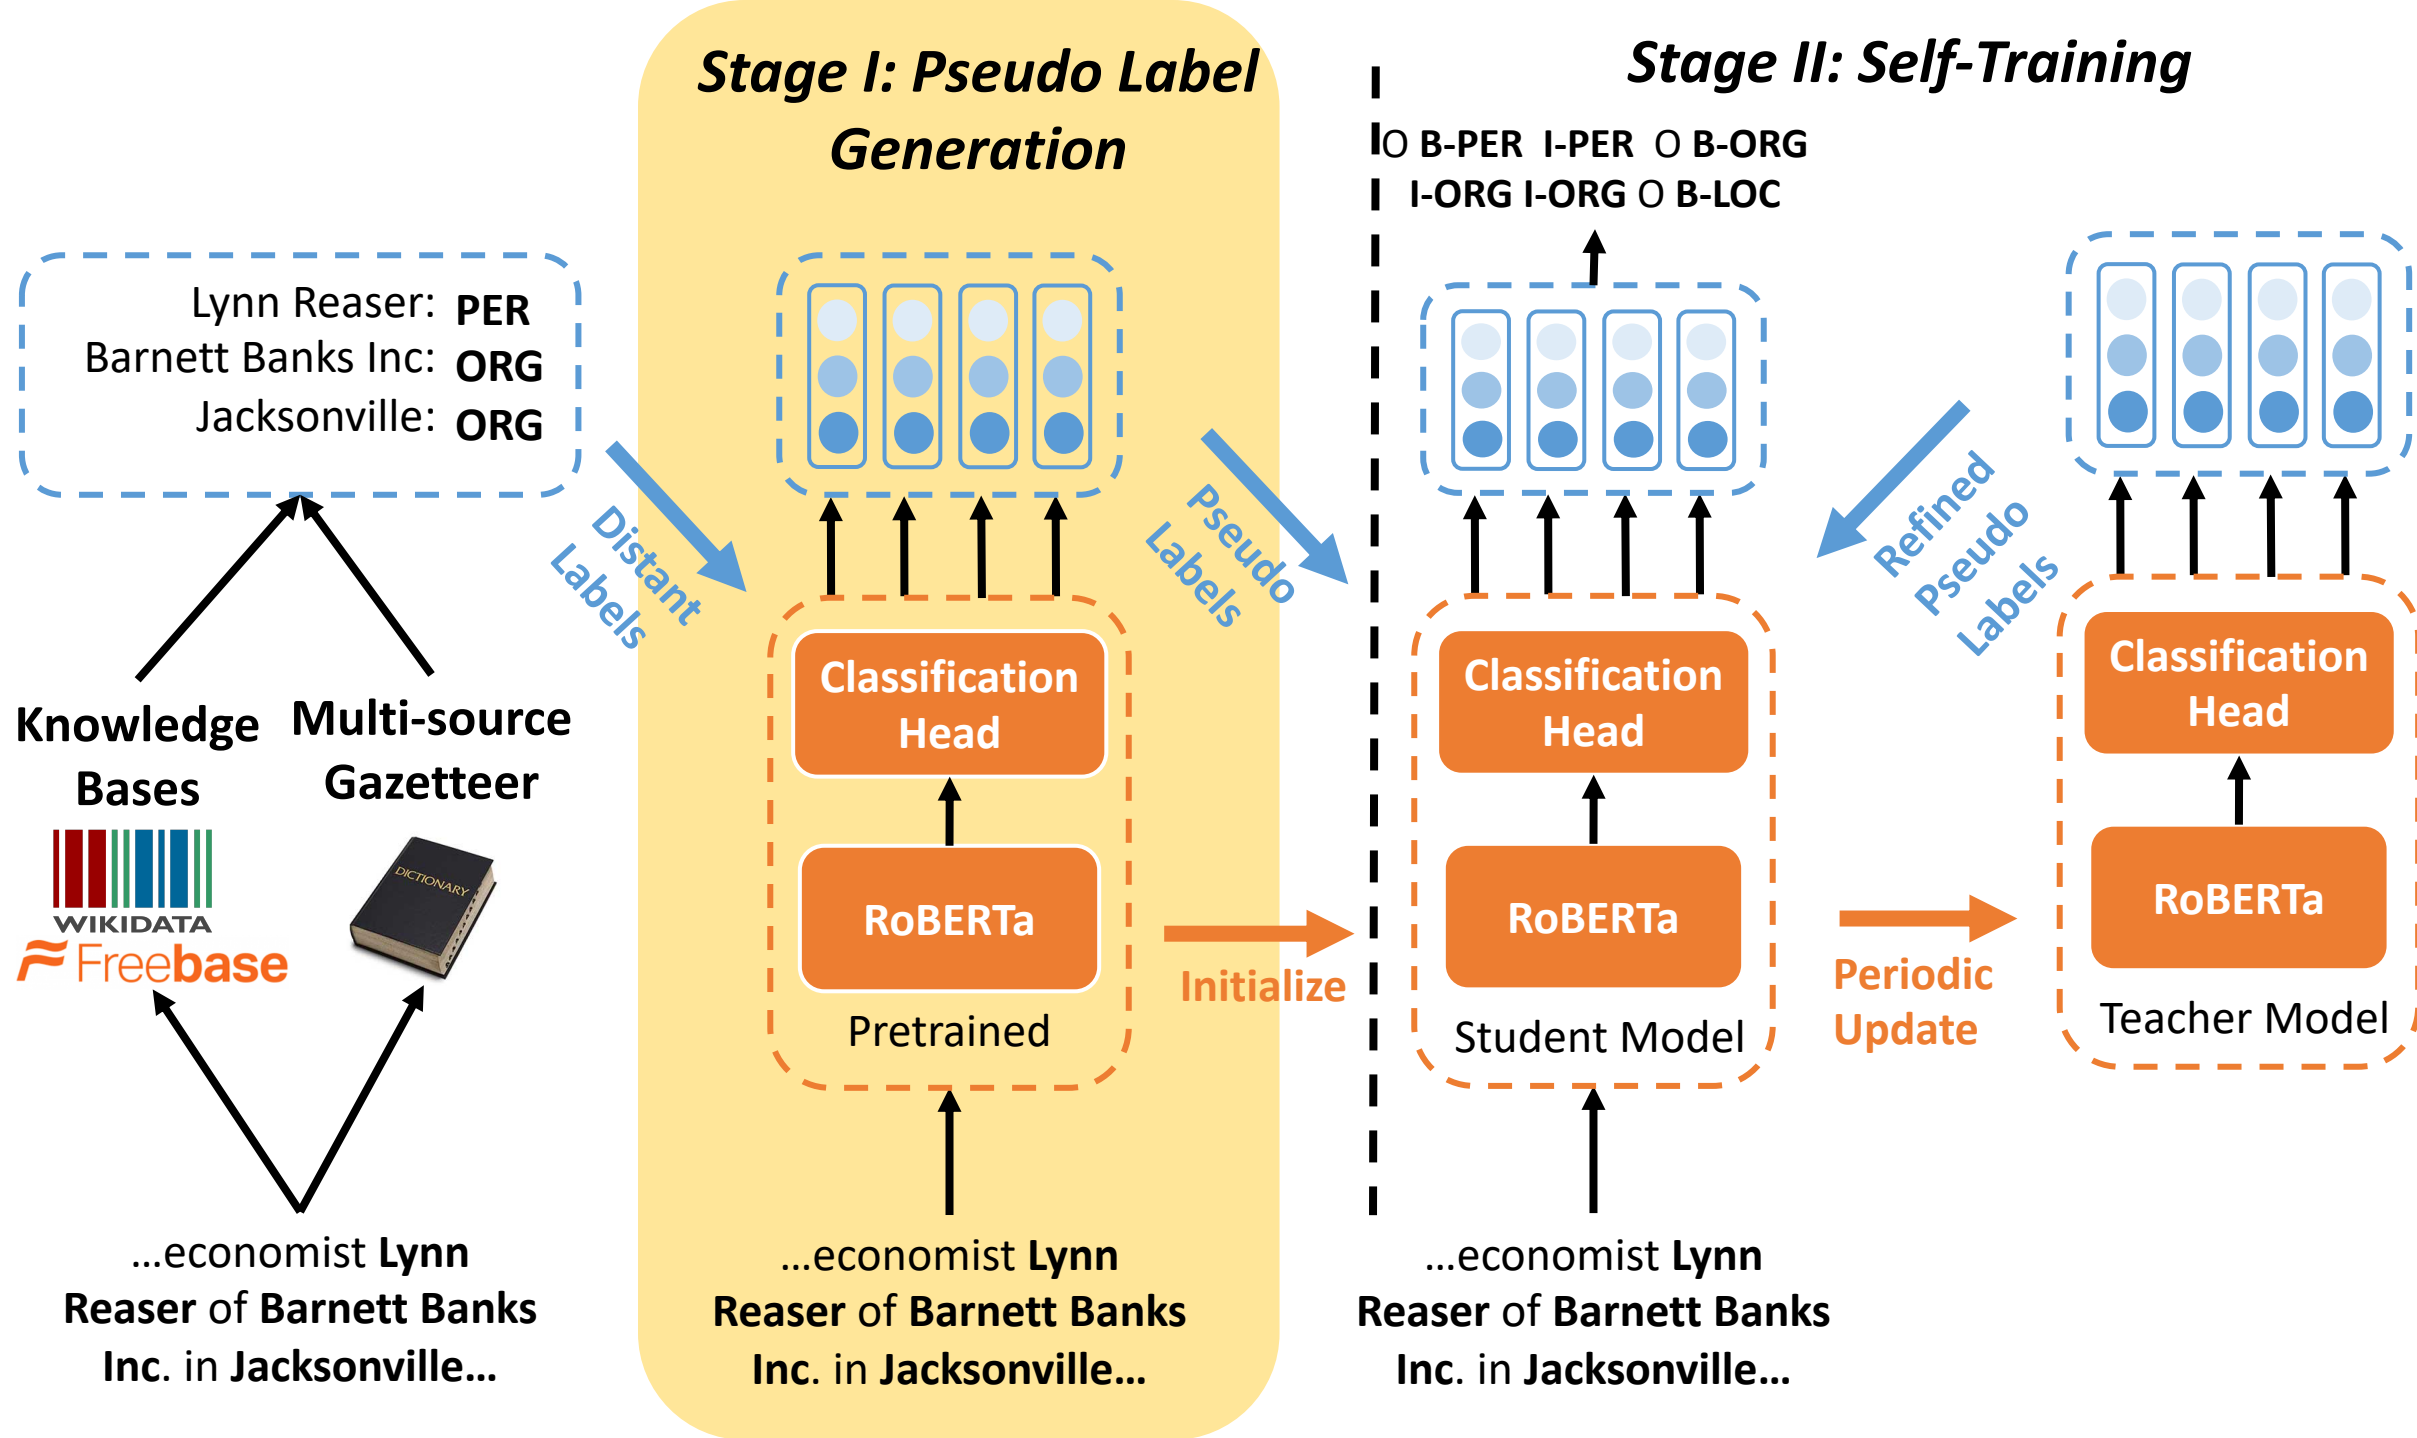 Stage I: Pseudo Label
Generation
Stage II: Self-Training
O B-PER I-PER O B-ORG
I-ORG I-ORG O B-LOC
Lynn Reaser: PER
Barnett Banks Inc: ORG
Jacksonville: ORG
Distant
Labels
Pseudo
Labels
Refined
Pseudo
Labels
Knowledge
Bases
Multi-source
Gazetteer
WIKIDATA
Freebase
DICTIONARY
Classification
Head
RoBERTa
Pretrained
Initialize
Classification
Head
RoBERTa
Student Model
Periodic
Update
Classification
Head
RoBERTa
Teacher Model
...economist Lynn
Reaser of Barnett Banks
Inc. in Jacksonville...
...economist Lynn
Reaser of Barnett Banks
Inc. in Jacksonville...
...economist Lynn
Reaser of Barnett Banks
Inc. in Jacksonville...